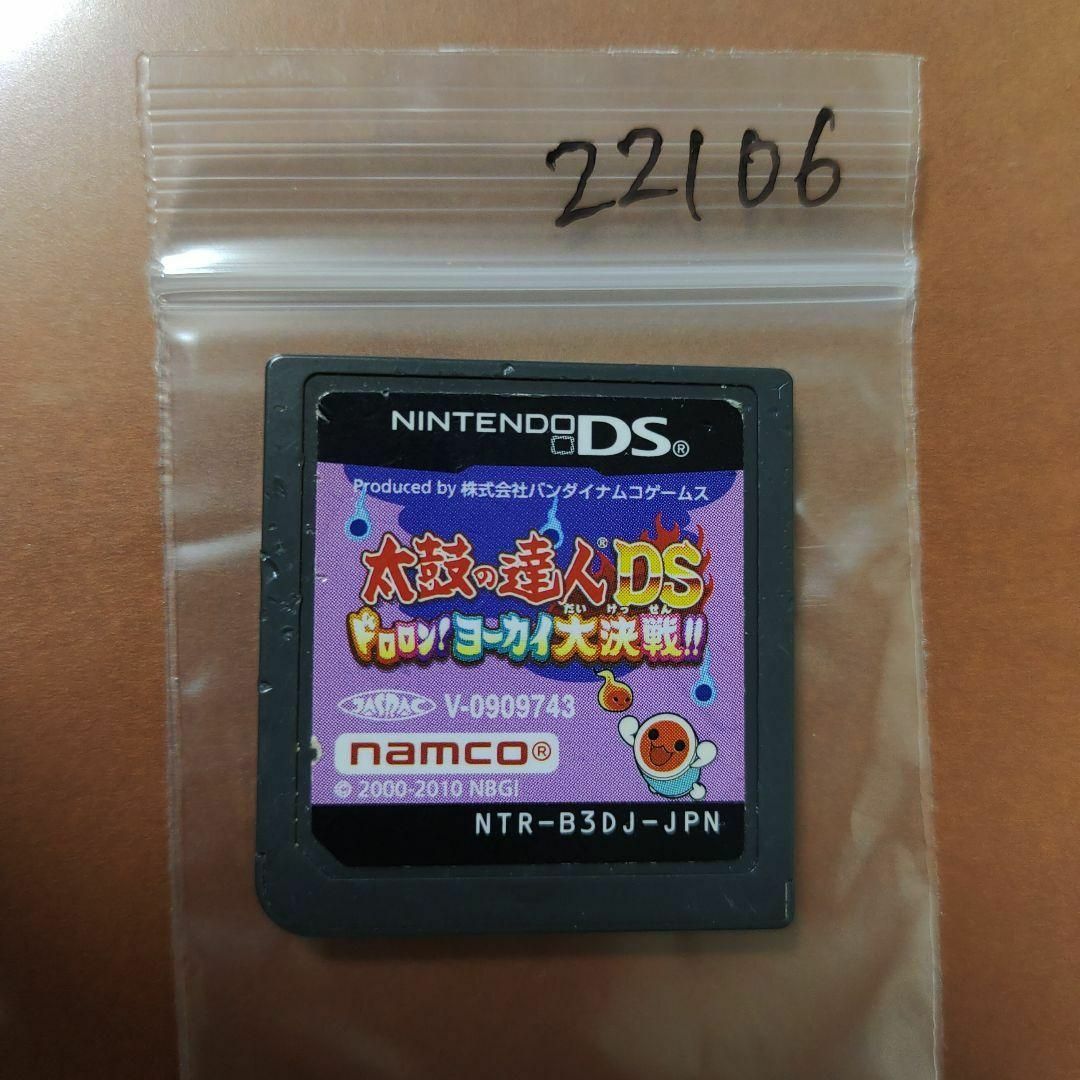 22106
NINTENDO DS®
Produced by 株式会社バンダイナムコゲームス
太鼓の達人®DS
だい けっ せん
ドロロン!ヨーカイ大決戦!!
JASRAC V-0909743
namco®
© 2000-2010 NBGI
NTR-B3DJ-JPN